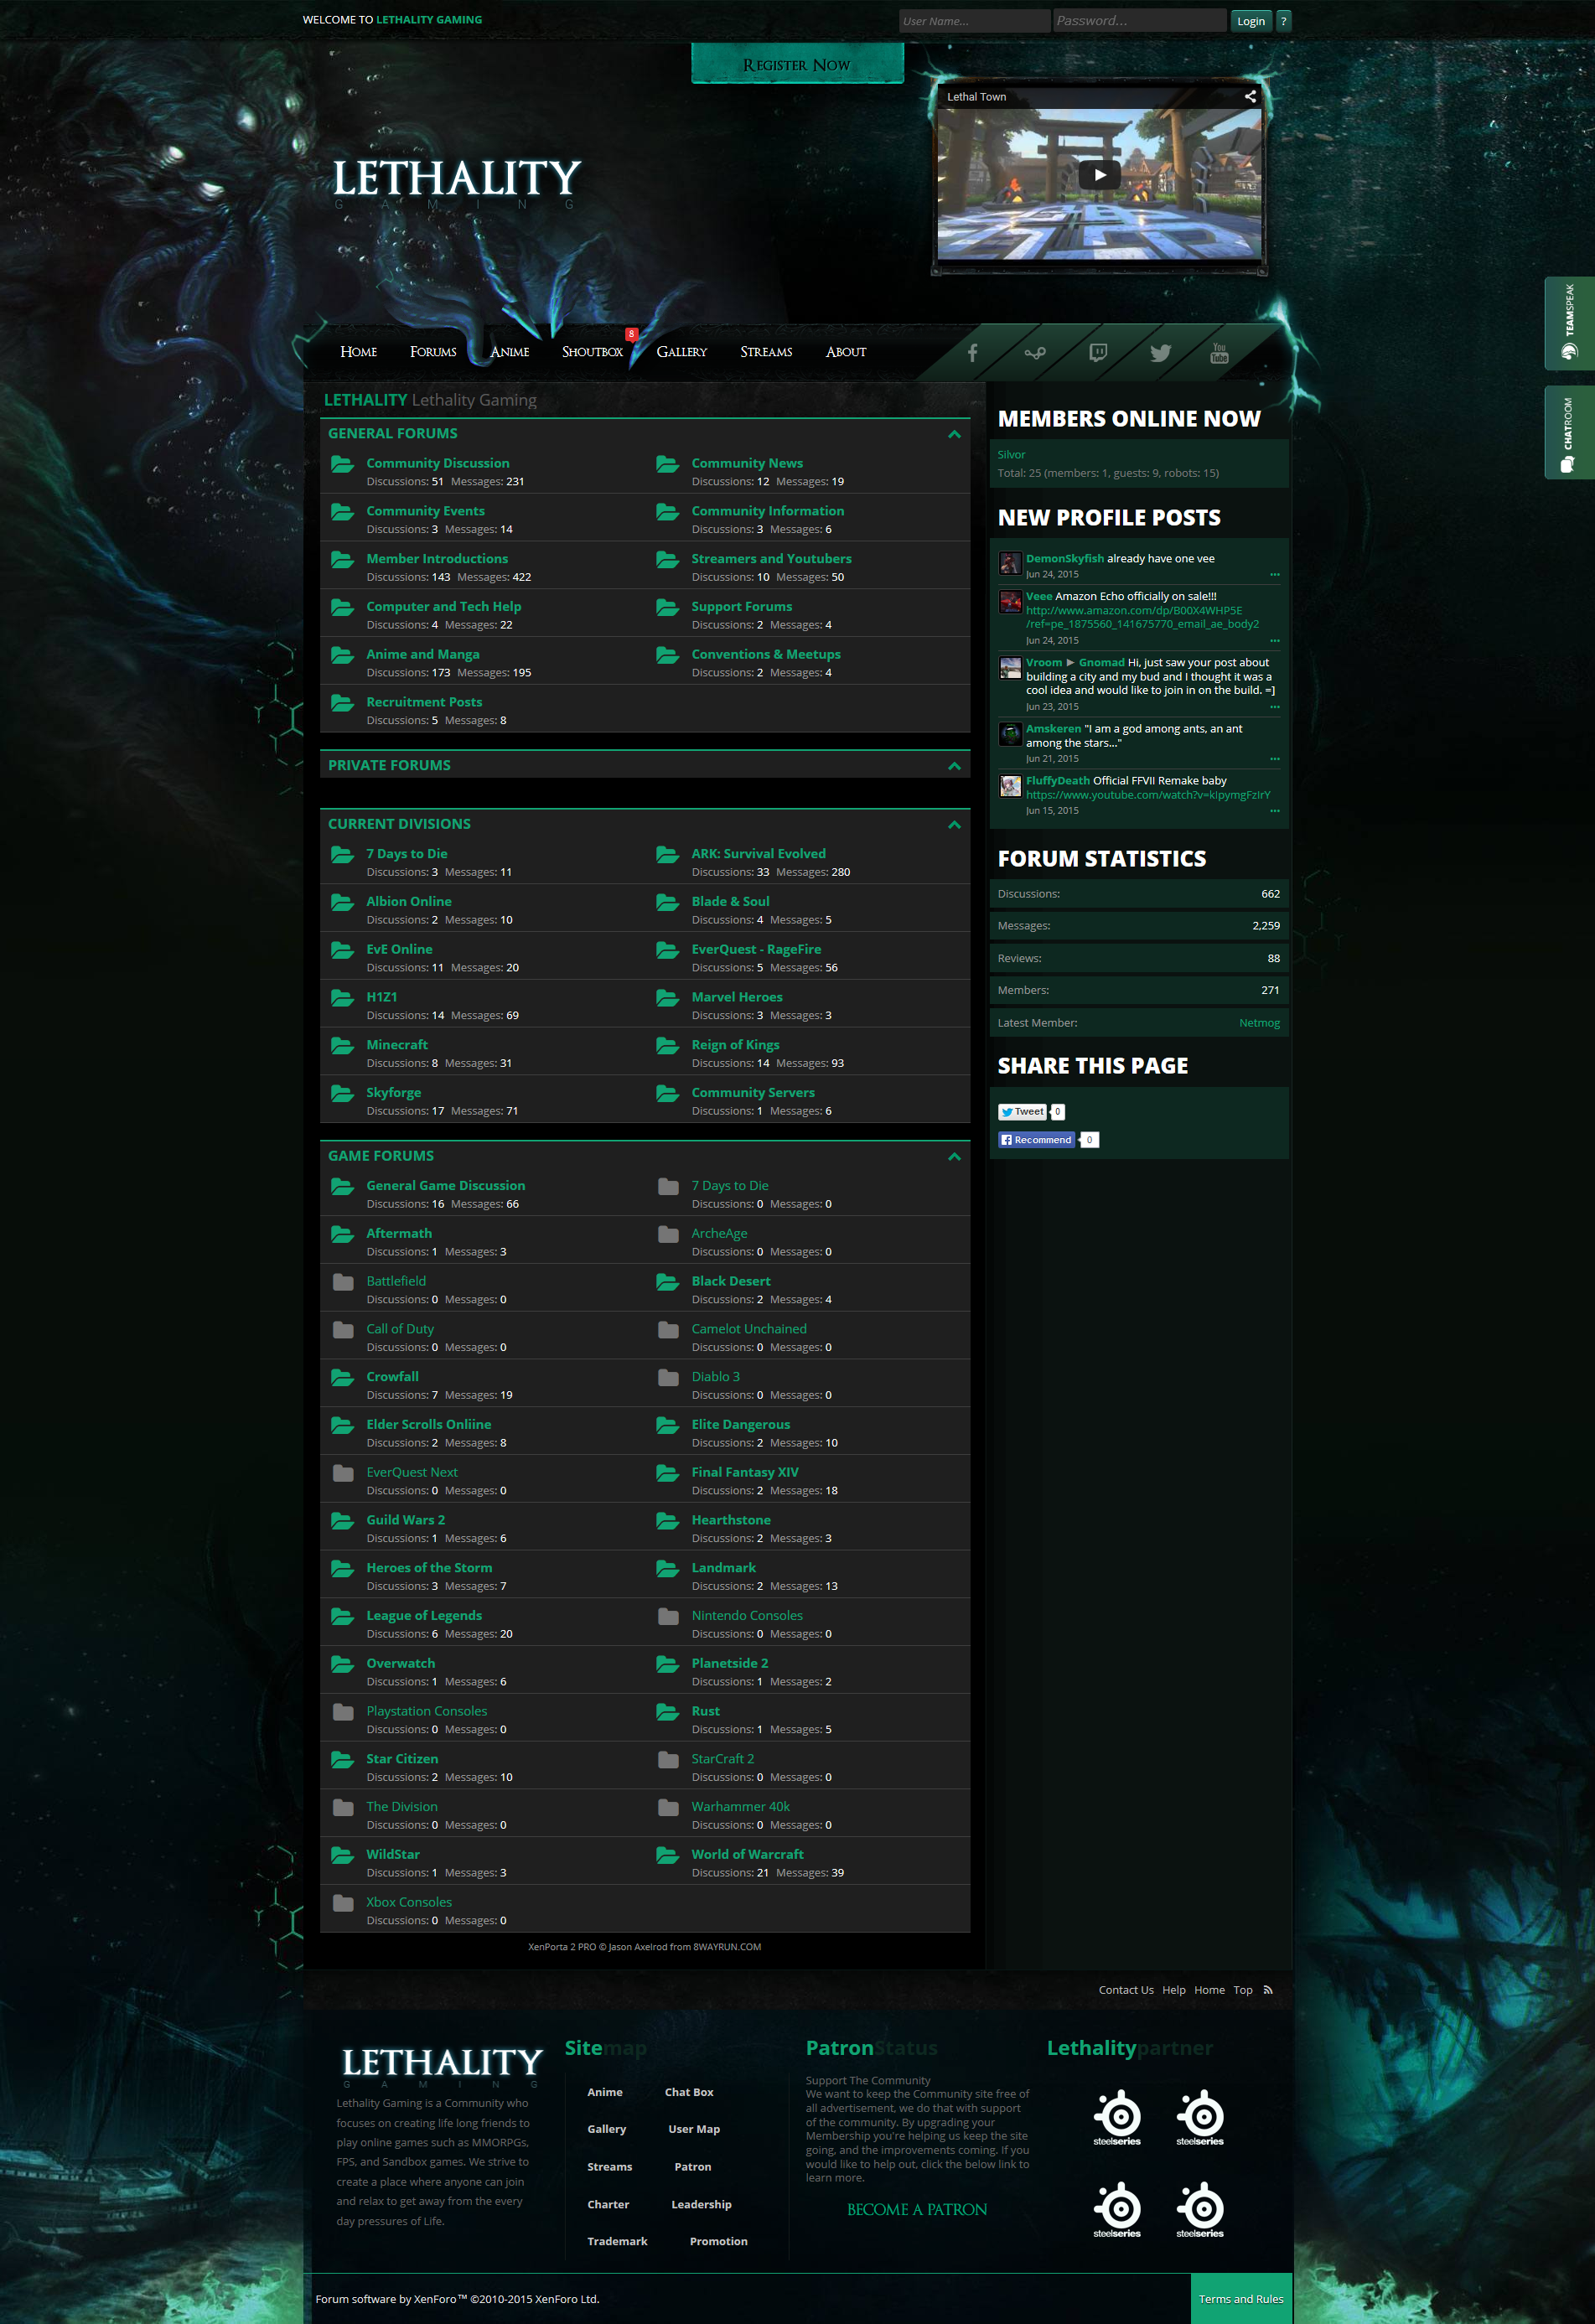 WELCOME TO LETHALITY GAMING
User Name...
Password...
Login
?
Register Now
Lethal Town
LETHALITY
GAMING
Home
Forums
Anime
Shoutbox
8
Gallery
Streams
About
You Tube
TEAMSPEAK
CHATROOM
LETHALITY Lethality Gaming
GENERAL FORUMS
Community Discussion
Discussions: 51 Messages: 231
Community News
Discussions: 12 Messages: 19
Community Events
Discussions: 3 Messages: 14
Community Information
Discussions: 3 Messages: 6
Member Introductions
Discussions: 143 Messages: 422
Streamers and Youtubers
Discussions: 10 Messages: 50
Computer and Tech Help
Discussions: 4 Messages: 22
Support Forums
Discussions: 2 Messages: 4
Anime and Manga
Discussions: 173 Messages: 195
Conventions & Meetups
Discussions: 2 Messages: 4
Recruitment Posts
Discussions: 5 Messages: 8
PRIVATE FORUMS
CURRENT DIVISIONS
7 Days to Die
Discussions: 3 Messages: 11
ARK: Survival Evolved
Discussions: 33 Messages: 280
Albion Online
Discussions: 2 Messages: 10
Blade & Soul
Discussions: 4 Messages: 5
EvE Online
Discussions: 11 Messages: 20
EverQuest - RageFire
Discussions: 5 Messages: 56
H1Z1
Discussions: 14 Messages: 69
Marvel Heroes
Discussions: 3 Messages: 3
Minecraft
Discussions: 8 Messages: 31
Reign of Kings
Discussions: 14 Messages: 93
Skyforge
Discussions: 17 Messages: 71
Community Servers
Discussions: 1 Messages: 6
GAME FORUMS
General Game Discussion
Discussions: 16 Messages: 66
7 Days to Die
Discussions: 0 Messages: 0
Aftermath
Discussions: 1 Messages: 3
ArcheAge
Discussions: 0 Messages: 0
Battlefield
Discussions: 0 Messages: 0
Black Desert
Discussions: 2 Messages: 4
Call of Duty
Discussions: 0 Messages: 0
Camelot Unchained
Discussions: 0 Messages: 0
Crowfall
Discussions: 7 Messages: 19
Diablo 3
Discussions: 0 Messages: 0
Elder Scrolls Onliine
Discussions: 2 Messages: 8
Elite Dangerous
Discussions: 2 Messages: 10
EverQuest Next
Discussions: 0 Messages: 0
Final Fantasy XIV
Discussions: 2 Messages: 18
Guild Wars 2
Discussions: 1 Messages: 6
Hearthstone
Discussions: 2 Messages: 3
Heroes of the Storm
Discussions: 3 Messages: 7
Landmark
Discussions: 2 Messages: 13
League of Legends
Discussions: 6 Messages: 20
Nintendo Consoles
Discussions: 0 Messages: 0
Overwatch
Discussions: 1 Messages: 6
Planetside 2
Discussions: 1 Messages: 2
Playstation Consoles
Discussions: 0 Messages: 0
Rust
Discussions: 1 Messages: 5
Star Citizen
Discussions: 2 Messages: 10
StarCraft 2
Discussions: 0 Messages: 0
The Division
Discussions: 0 Messages: 0
Warhammer 40k
Discussions: 0 Messages: 0
WildStar
Discussions: 1 Messages: 3
World of Warcraft
Discussions: 21 Messages: 39
Xbox Consoles
Discussions: 0 Messages: 0
XenPorta 2 PRO © Jason Axelrod from 8WAYRUN.COM
MEMBERS ONLINE NOW
Silvor
Total: 25 (members: 1, guests: 9, robots: 15)
NEW PROFILE POSTS
DemonSkyfish already have one vee
Jun 24, 2015
Veee Amazon Echo officially on sale!!!
http://www.amazon.com/dp/B00X4WHP5E
/ref=pe_1875560_141675770_email_ae_body2
Jun 24, 2015
Vroom ► Gnomad Hi, just saw your post about
building a city and my bud and I thought it was a
cool idea and would like to join in on the build. =]
Jun 23, 2015
Amskeren "I am a god among ants, an ant
among the stars..."
Jun 21, 2015
FluffyDeath Official FFVII Remake baby
https://www.youtube.com/watch?v=kIpymgFzIrY
Jun 15, 2015
FORUM STATISTICS
Discussions: 662
Messages: 2,259
Reviews: 88
Members: 271
Latest Member: Netmog
SHARE THIS PAGE
Tweet 0
Recommend 0
Contact Us Help Home Top
LETHALITY
GAMING
Lethality Gaming is a Community who
focuses on creating life long friends to
play online games such as MMORPGs,
FPS, and Sandbox games. We strive to
create a place where anyone can join
and relax to get away from the every
day pressures of Life.
Sitemap
Anime Chat Box
Gallery User Map
Streams Patron
Charter Leadership
Trademark Promotion
PatronStatus
Support The Community
We want to keep the Community site free of
all advertisement, we do that with support
of the community. By upgrading your
Membership you're helping us keep the site
going, and the improvements coming. If you
would like to help out, click the below link to
learn more.
BECOME A PATRON
Lethalitypartner
steelseries
steelseries
steelseries
steelseries
Forum software by XenForo™ ©2010-2015 XenForo Ltd.
Terms and Rules